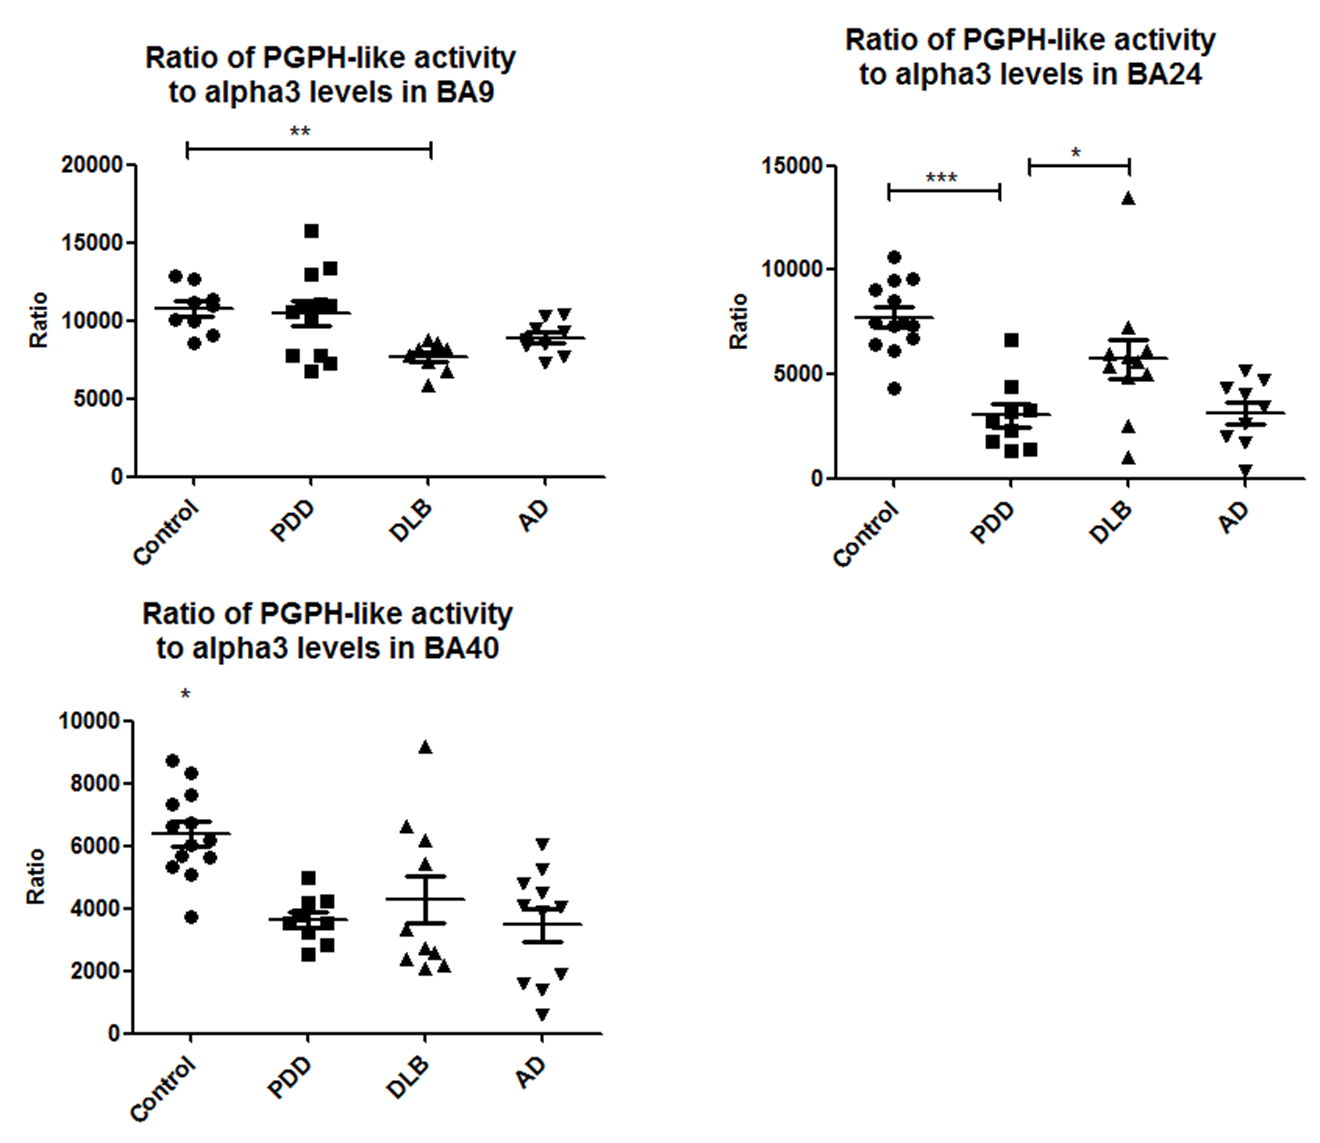 Ratio of PGPH-like activity
to alpha3 levels in BA9
**
20000
15000
10000
5000
0
Ratio
Control
PDD
DLB
AD
Ratio of PGPH-like activity
to alpha3 levels in BA24
***
*
15000
10000
5000
0
Ratio
Control
PDD
DLB
AD
Ratio of PGPH-like activity
to alpha3 levels in BA40
*
10000
8000
6000
4000
2000
0
Ratio
Control
PDD
DLB
AD